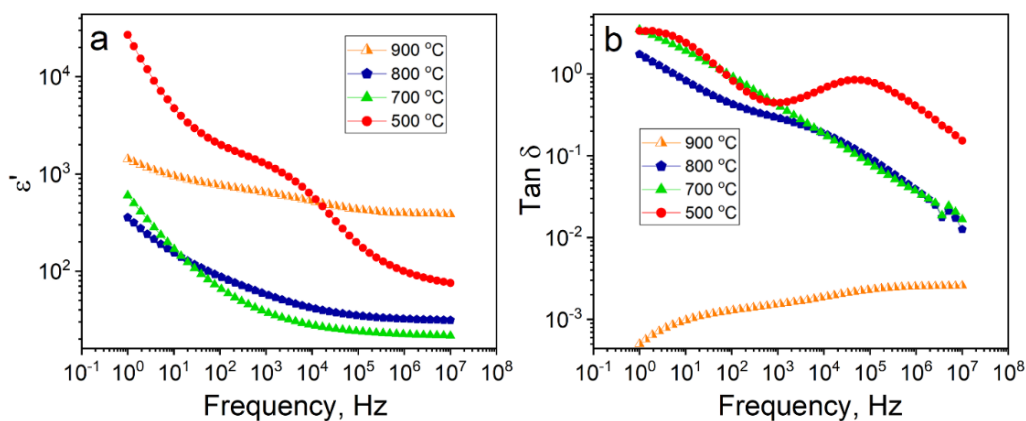 a
900 °C
800 °C
700 °C
500 °C
10⁴
10³
10²
ε'
10⁻¹ 10⁰ 10¹ 10² 10³ 10⁴ 10⁵ 10⁶ 10⁷ 10⁸
Frequency, Hz
b
10⁰
10⁻¹
10⁻²
10⁻³
Tan δ
900 °C
800 °C
700 °C
500 °C
10⁻¹ 10⁰ 10¹ 10² 10³ 10⁴ 10⁵ 10⁶ 10⁷ 10⁸
Frequency, Hz